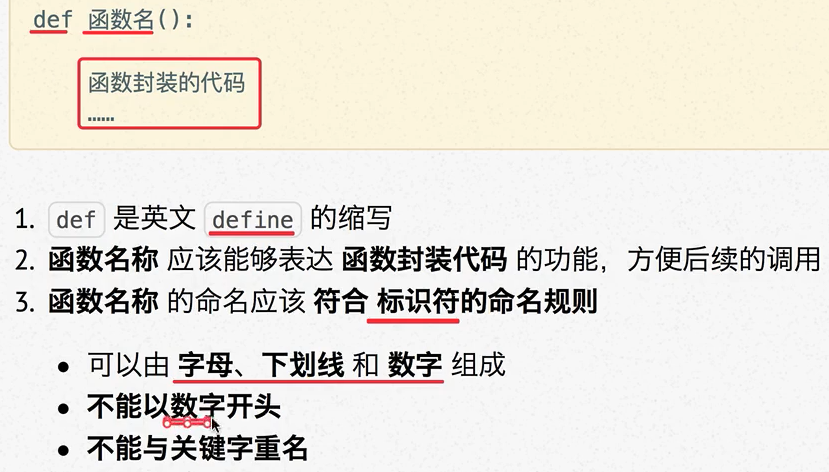 def 函数名():
函数封装的代码
……
1. def 是英文 define 的缩写
2. 函数名称 应该能够表达 函数封装代码 的功能，方便后续的调用
3. 函数名称 的命名应该 符合 标识符的命名规则
• 可以由 字母、下划线 和 数字 组成
• 不能以数字开头
• 不能与关键字重名